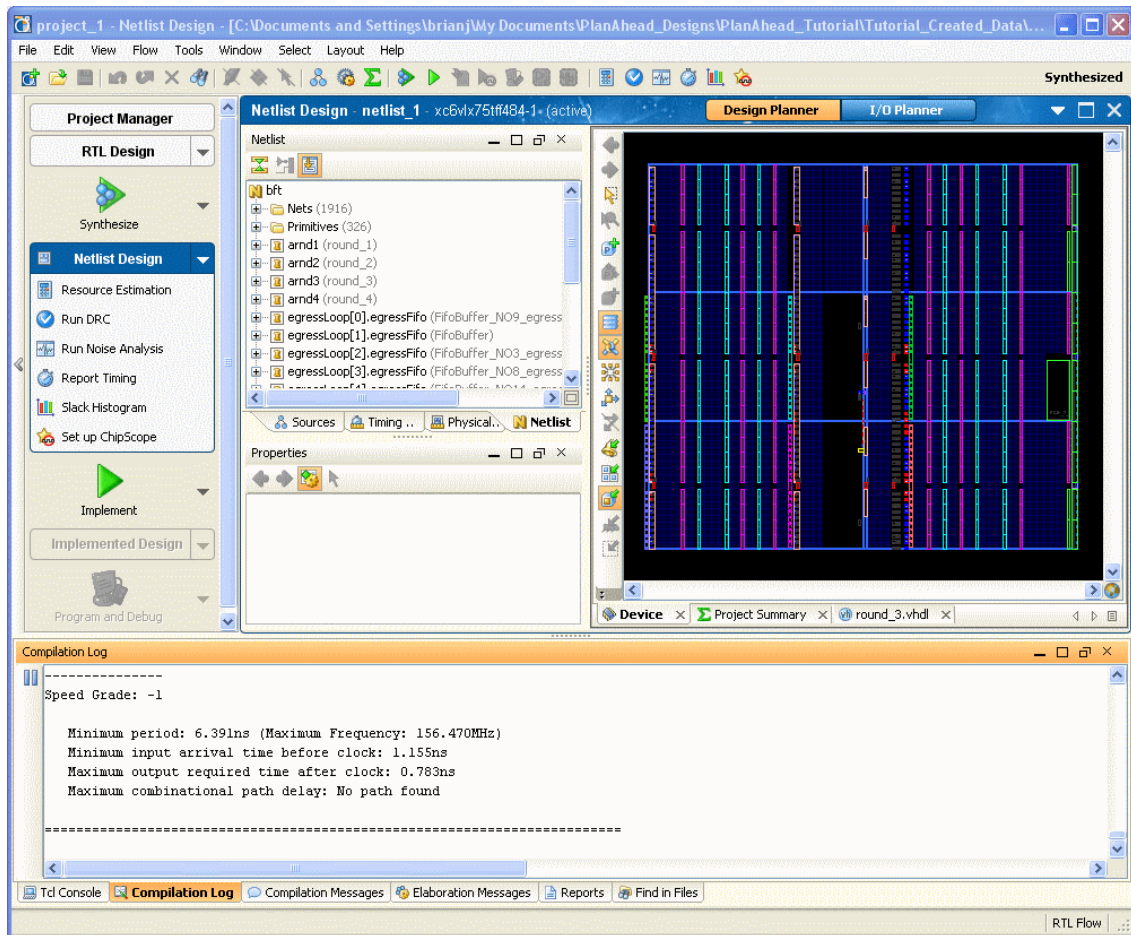 project_1 - Netlist Design - [C:\Documents and Settings\brianj\My Documents\PlanAhead_Designs\PlanAhead_Tutorial\Tutorial_Created_Data\...
File Edit View Flow Tools Window Select Layout Help
Synthesized
Project Manager
RTL Design
Synthesize
Netlist Design
Resource Estimation
Run DRC
Run Noise Analysis
Report Timing
Slack Histogram
Set up ChipScope
Implement
Implemented Design
Program and Debug
Netlist Design - netlist_1 - xc6vlx75tff484-1 (active)
Design Planner I/O Planner
Netlist
bft
Nets (1916)
Primitives (326)
arnd1 (round_1)
arnd2 (round_2)
arnd3 (round_3)
arnd4 (round_4)
egressLoop[0].egressFifo (FifoBuffer_NO9_egress
egressLoop[1].egressFifo (FifoBuffer)
egressLoop[2].egressFifo (FifoBuffer_NO3_egress
egressLoop[3].egressFifo (FifoBuffer_NO8_egress
egressLoop[4].egressFifo (FifoBuffer_NO14_egress
Sources Timing .. Physical.. Netlist
Properties
Device Project Summary round_3.vhdl
Compilation Log
---------------
Speed Grade: -1
Minimum period: 6.391ns (Maximum Frequency: 156.470MHz)
Minimum input arrival time before clock: 1.155ns
Maximum output required time after clock: 0.783ns
Maximum combinational path delay: No path found
=========================================================================
Tcl Console Compilation Log Compilation Messages Elaboration Messages Reports Find in Files
RTL Flow